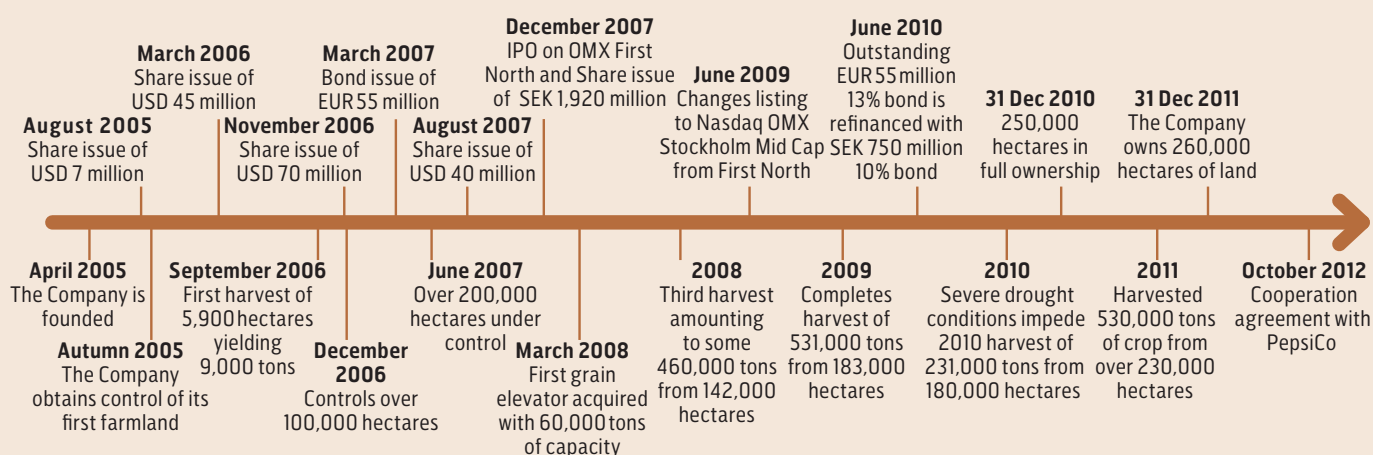 August 2005
Share issue of
USD 7 million
March 2006
Share issue of
USD 45 million
November 2006
Share issue of
USD 70 million
March 2007
Bond issue of
EUR 55 million
August 2007
Share issue of
USD 40 million
December 2007
IPO on OMX First
North and Share issue
of SEK 1,920 million
June 2009
Changes listing
to Nasdaq OMX
Stockholm Mid Cap
from First North
June 2010
Outstanding
EUR 55 million
13% bond is
refinanced with
SEK 750 million
10% bond
31 Dec 2010
250,000
hectares in
full ownership
31 Dec 2011
The Company
owns 260,000
hectares of land
April 2005
The Company is
founded
Autumn 2005
The Company
obtains control of its
first farmland
September 2006
First harvest of
5,900 hectares
yielding
9,000 tons
December
2006
Controls over
100,000 hectares
June 2007
Over 200,000
hectares under
control
March 2008
First grain
elevator acquired
with 60,000 tons
of capacity
2008
Third harvest
amounting
to some
460,000 tons
from 142,000
hectares
2009
Completes
harvest of
531,000 tons
from 183,000
hectares
2010
Severe drought
conditions impede
2010 harvest of
231,000 tons from
180,000 hectares
2011
Harvested
530,000 tons
of crop from
over 230,000
hectares
October 2012
Cooperation
agreement with
PepsiCo